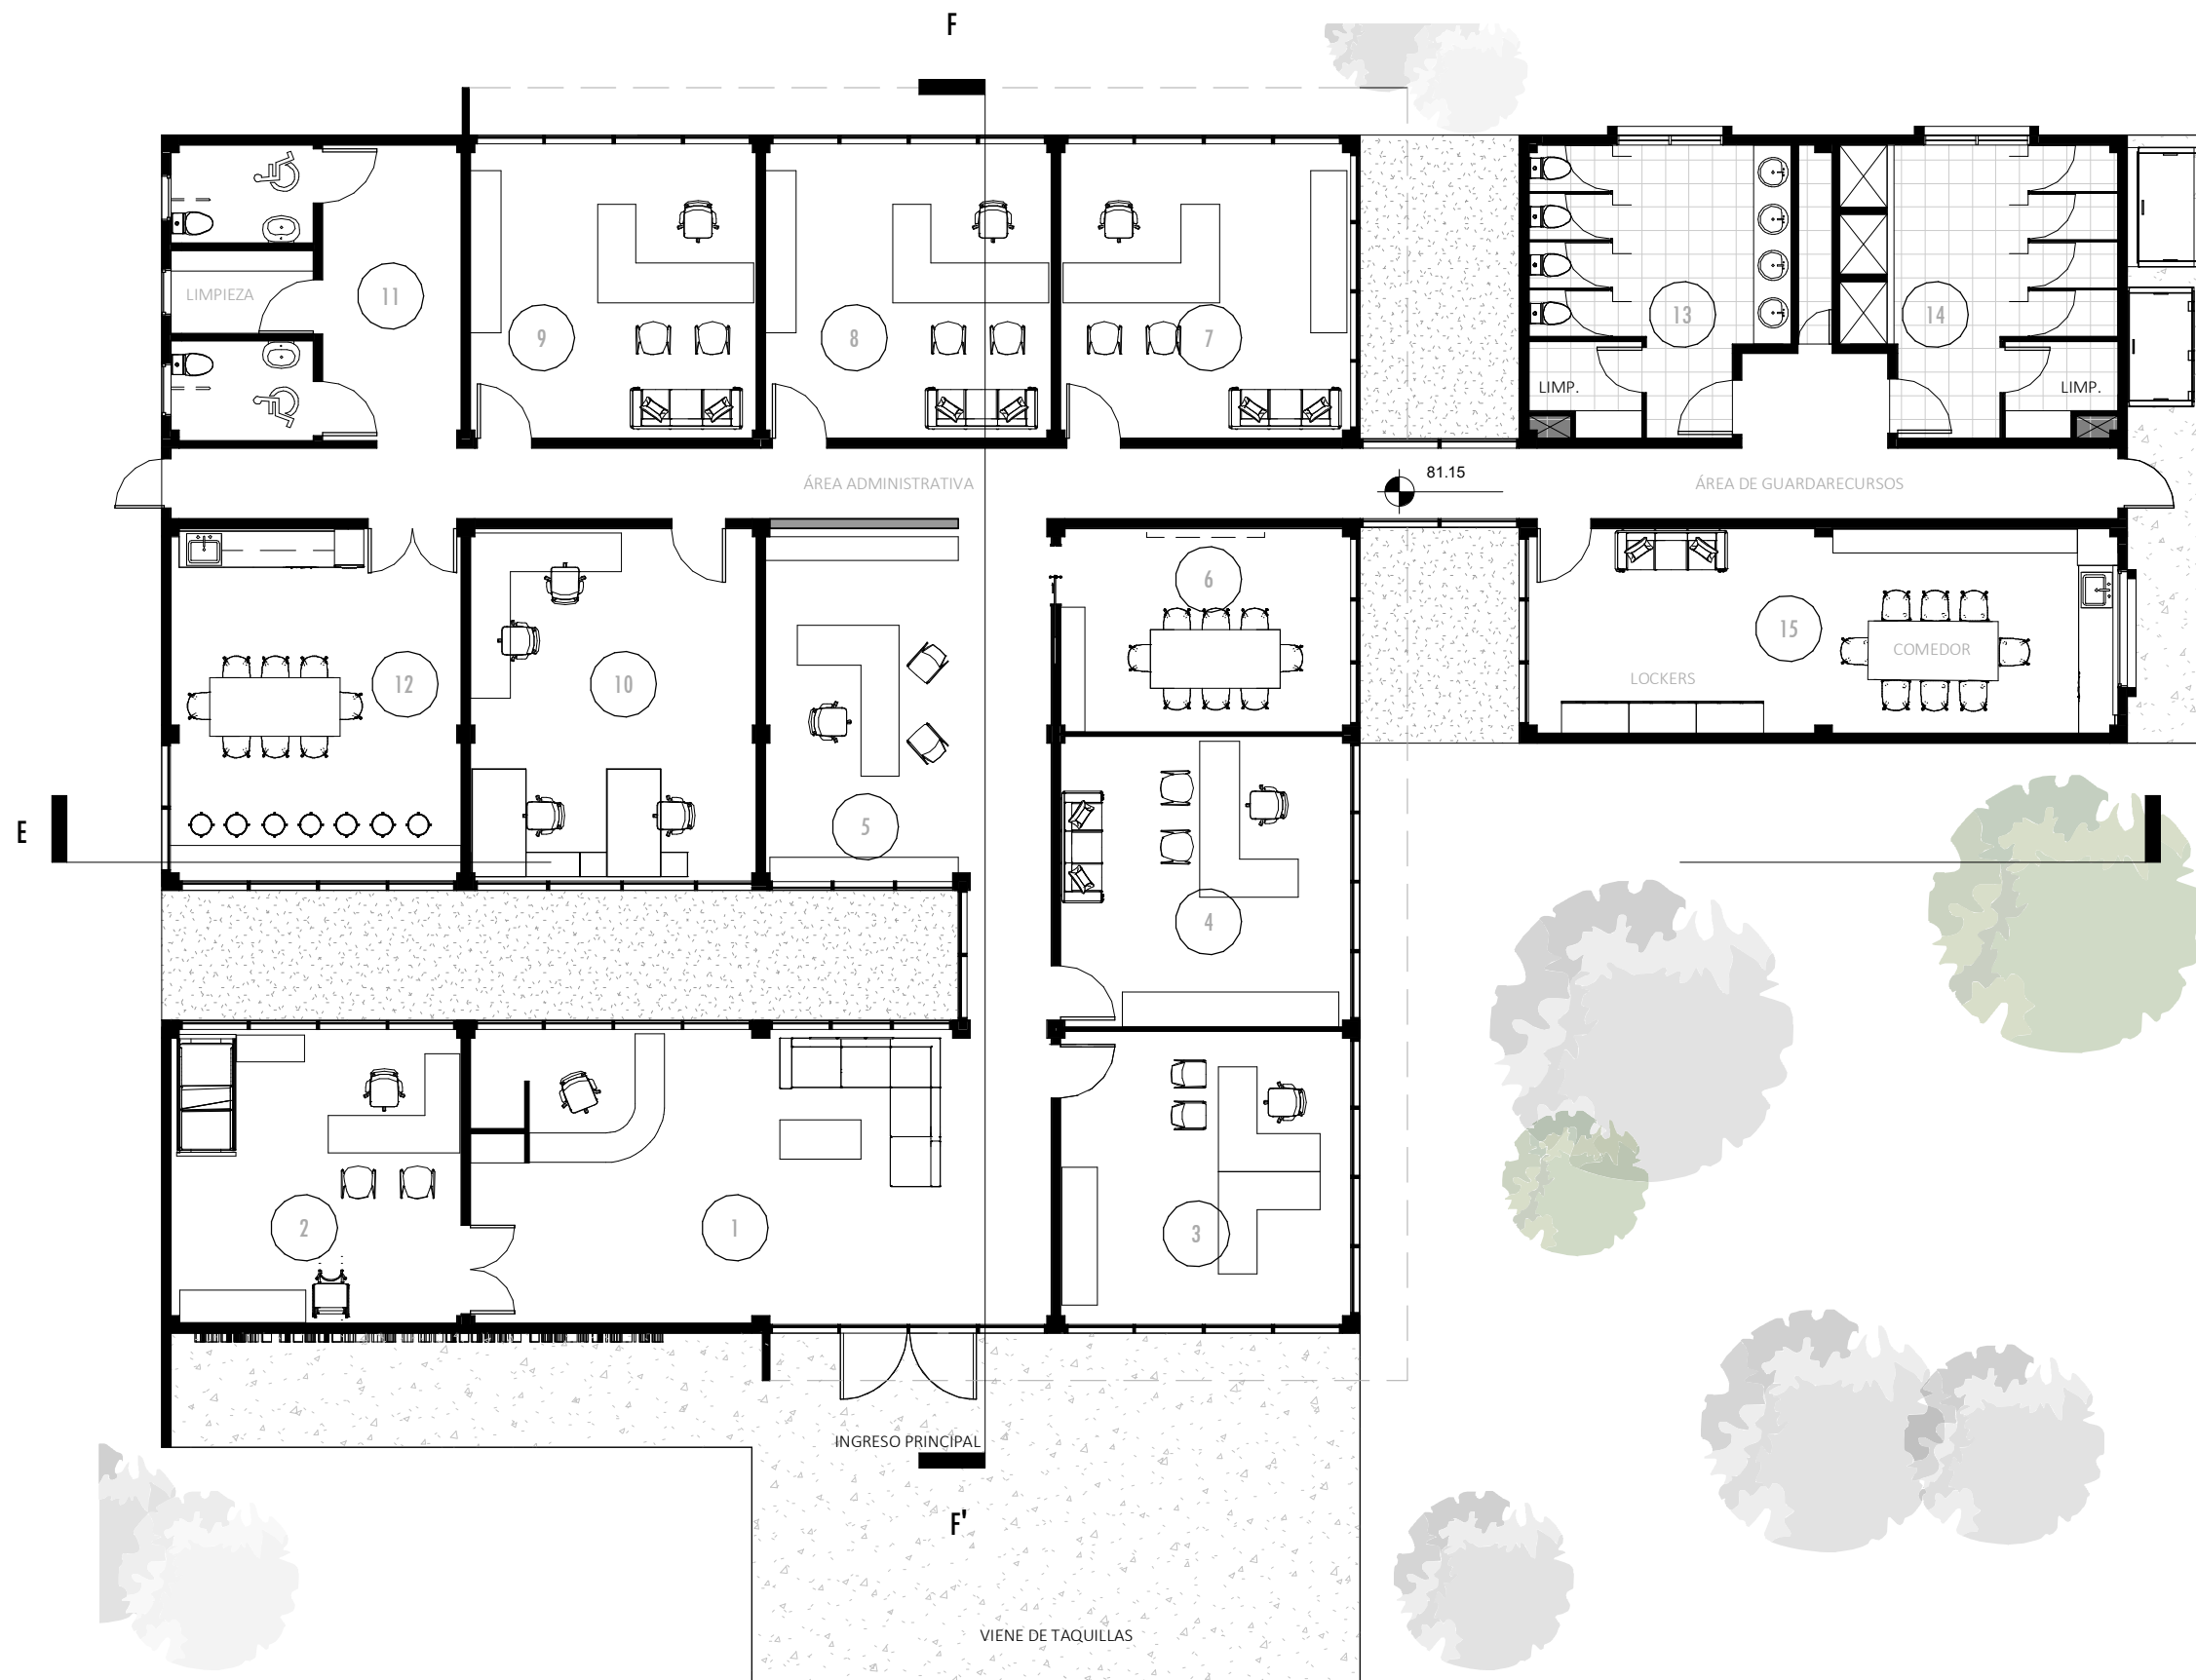 F
LIMPIEZA
11
9
8
7
13
14
LIMP.
LIMP.
ÁREA ADMINISTRATIVA
81.15
ÁREA DE GUARDARECURSOS
6
12
10
15
COMEDOR
LOCKERS
E
5
4
2
1
3
INGRESO PRINCIPAL
F'
VIENE DE TAQUILLAS